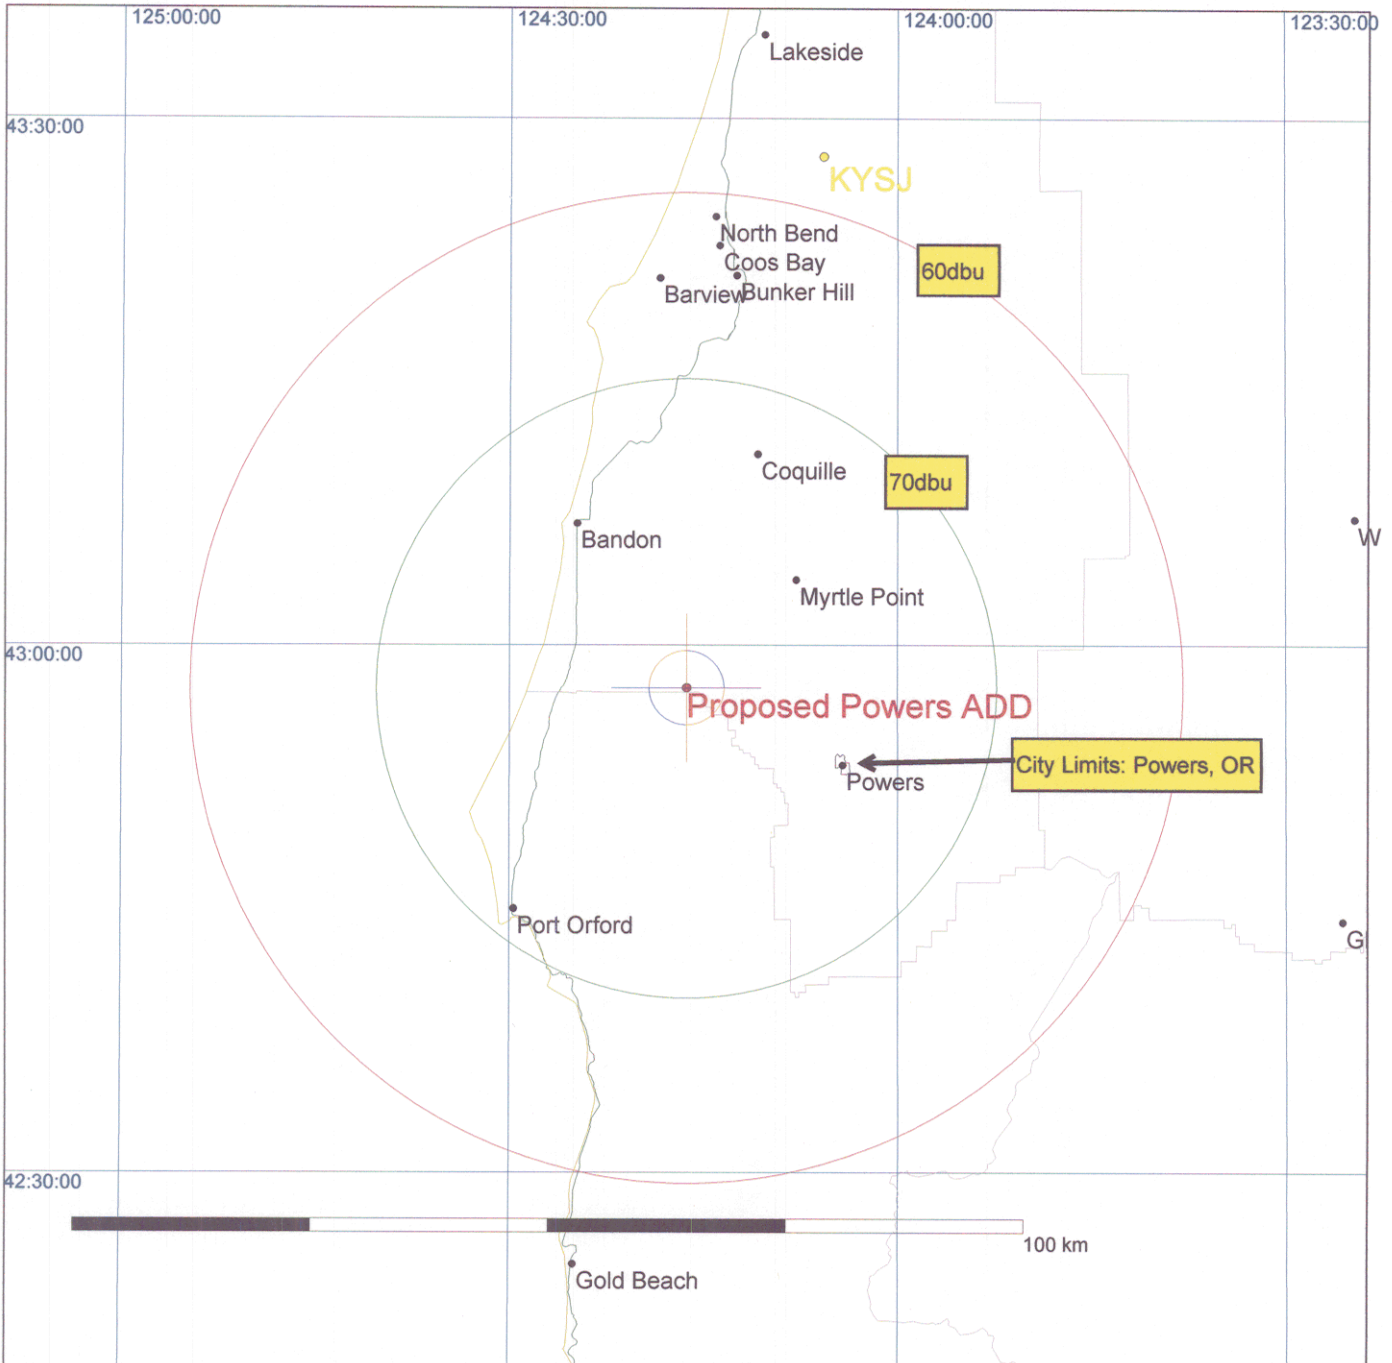 125:00:00
124:30:00
124:00:00
123:30:00
Lakeside
43:30:00
KYSJ
North Bend
Coos Bay
60dbu
Barview
Bunker Hill
Coquille
70dbu
Bandon
W
Myrtle Point
43:00:00
Proposed Powers ADD
City Limits: Powers, OR
Powers
Port Orford
G
42:30:00
100 km
Gold Beach